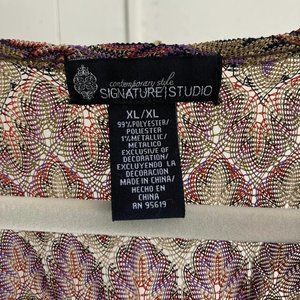 contemporary style
SIGNATURE|STUDIO
XL/XL
99%POLYESTER/
POLIESTER
1%METALLIC/
METALICO
EXCLUSIVE OF
DECORATION/
EXCLUYENDO LA
DECORACION
MADE IN CHINA/
HECHO EN
CHINA
RN 95619